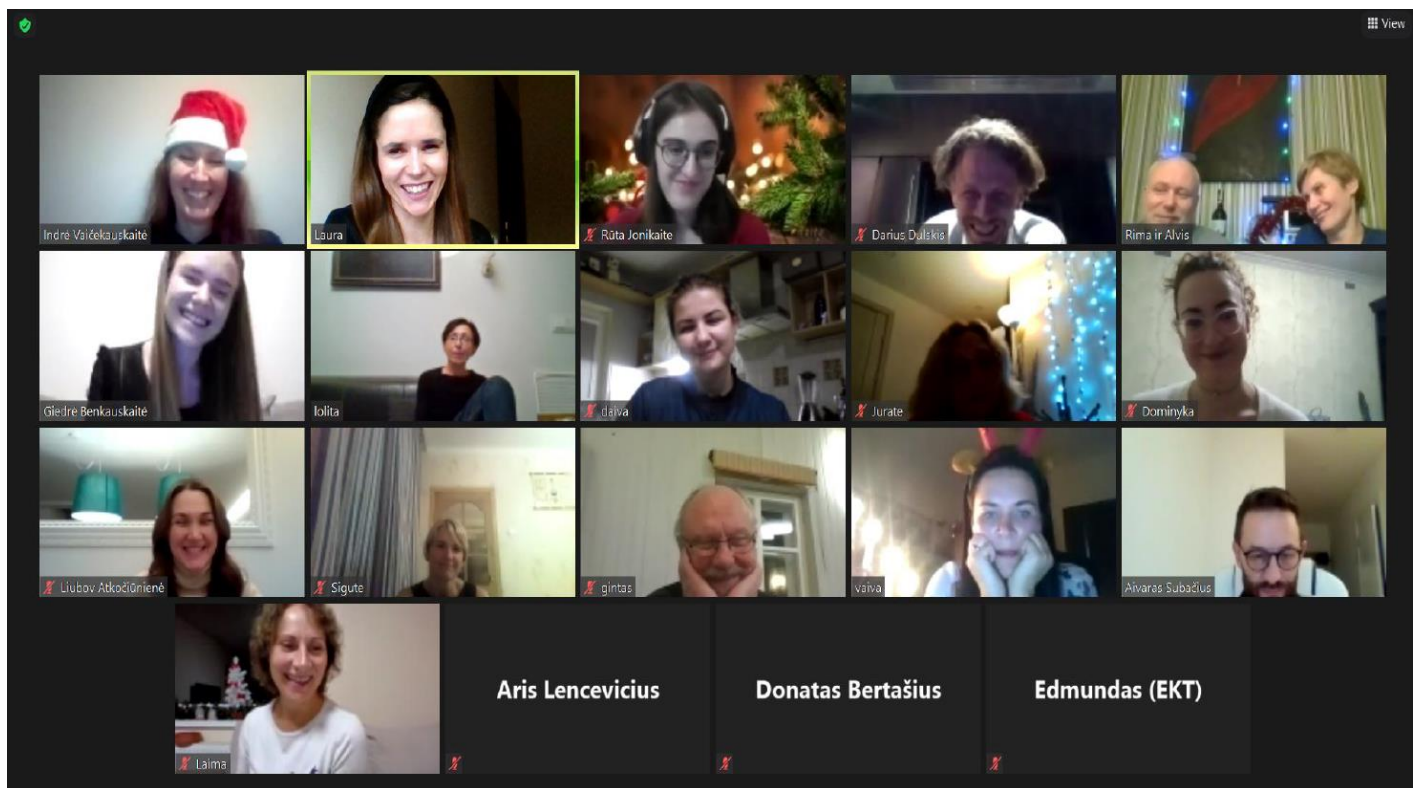 View
Indrė Vaičekauskaitė
Laura
Rūta Jonikaite
Darius Dulskis
Rima ir Alvis
Giedrė Benkauskaitė
lolita
daiva
Jurate
Dominyka
Liubov Atkočiūnienė
Sigute
gintas
vaiva
Aivaras Subačius
Laima
Aris Lencevicius
Donatas Bertašius
Edmundas (EKT)